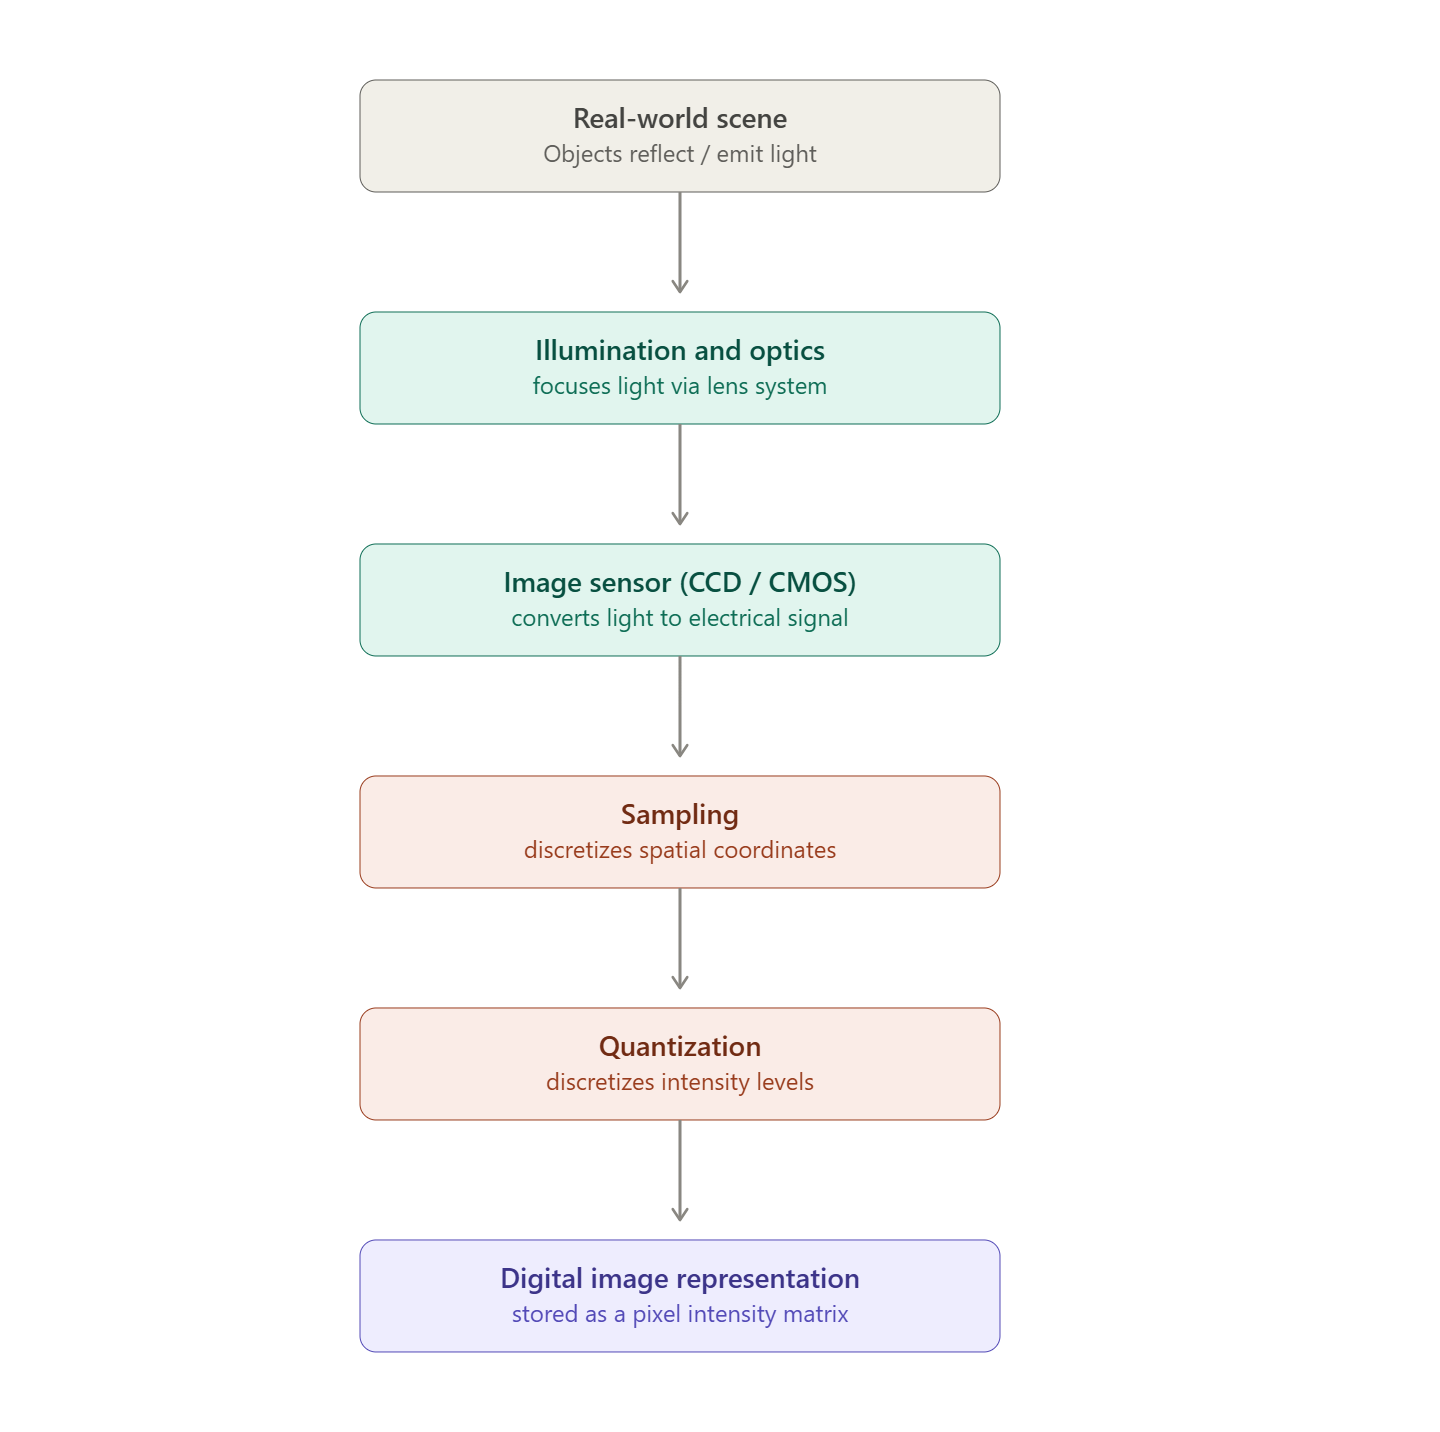 Real-world scene
Objects reflect / emit light
Illumination and optics
focuses light via lens system
Image sensor (CCD / CMOS)
converts light to electrical signal
Sampling
discretizes spatial coordinates
Quantization
discretizes intensity levels
Digital image representation
stored as a pixel intensity matrix